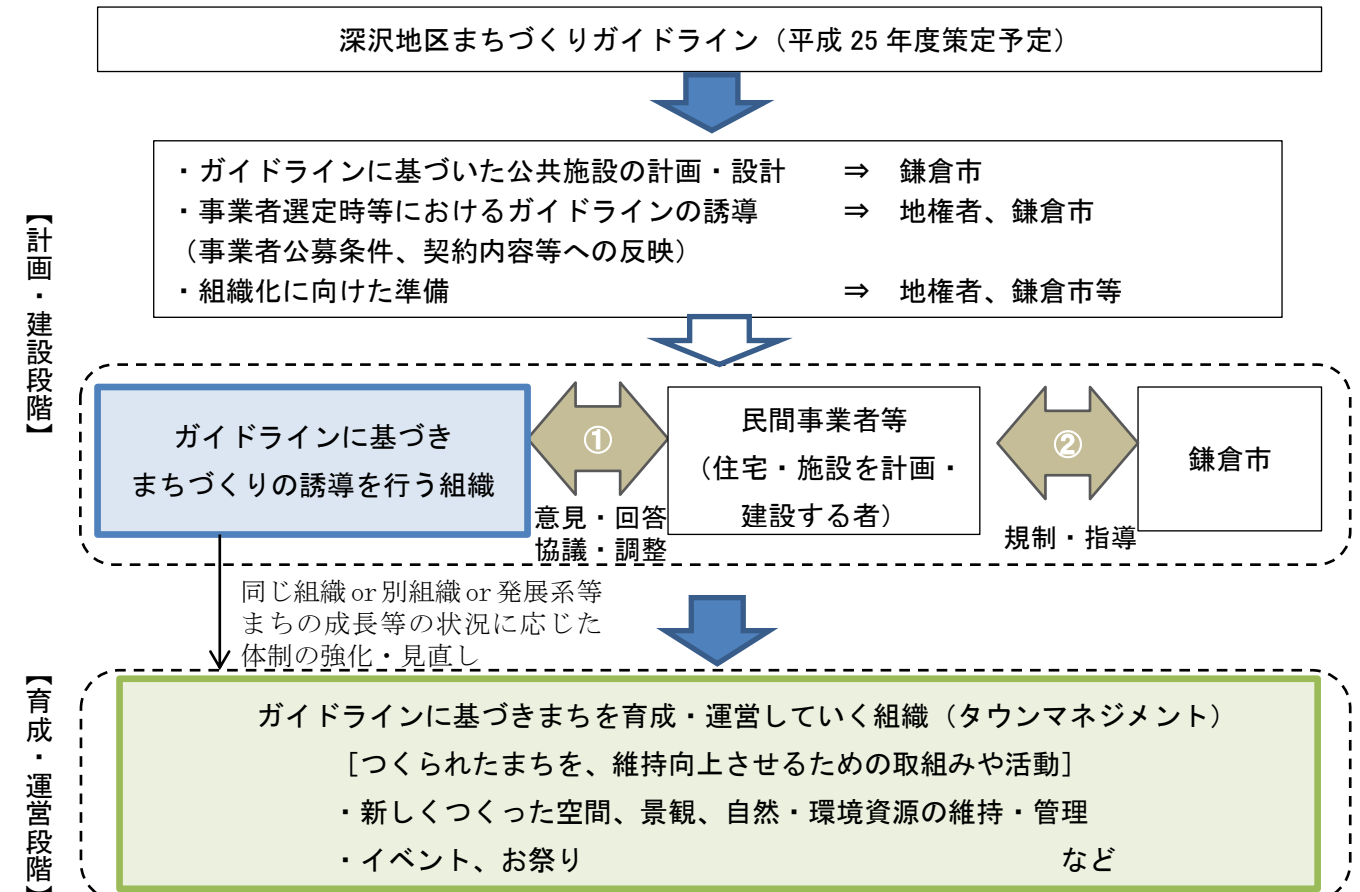 深沢地区まちづくりガイドライン（平成 25 年度策定予定）
【計画・建設段階】
・ガイドラインに基づいた公共施設の計画・設計　⇒　鎌倉市
・事業者選定時等におけるガイドラインの誘導　⇒　地権者、鎌倉市
（事業者公募条件、契約内容等への反映）
・組織化に向けた準備　⇒　地権者、鎌倉市等
ガイドラインに基づき
まちづくりの誘導を行う組織
①
意見・回答
協議・調整
民間事業者等
（住宅・施設を計画・
建設する者）
②
規制・指導
鎌倉市
同じ組織 or 別組織 or 発展系等
まちの成長等の状況に応じた
体制の強化・見直し
【育成・運営段階】
ガイドラインに基づきまちを育成・運営していく組織（タウンマネジメント）
［つくられたまちを、維持向上させるための取組みや活動］
・新しくつくった空間、景観、自然・環境資源の維持・管理
・イベント、お祭り　など